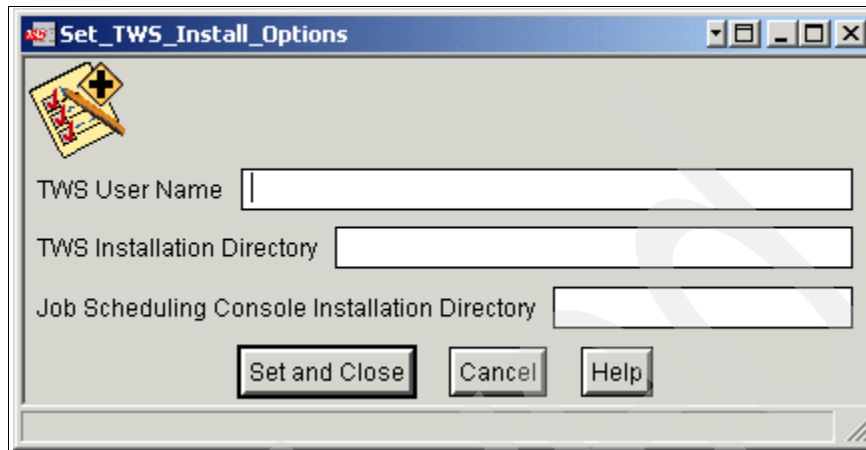 Set_TWS_Install_Options
TWS User Name
TWS Installation Directory
Job Scheduling Console Installation Directory
Set and Close Cancel Help